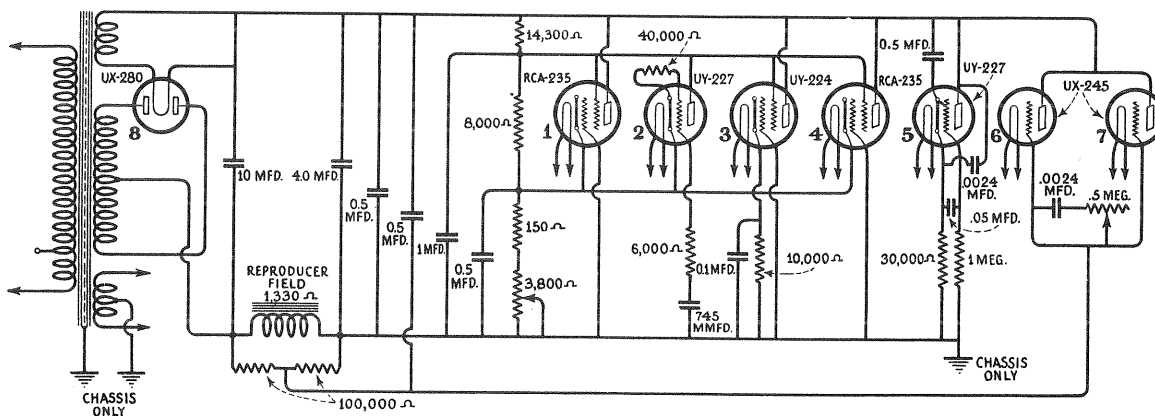 14,300 Ω
40,000 Ω
0.5 MFD.
UX-280
8
RCA-235
UY-227
UY-224
RCA-235
UY-227
UX-245
8,000 Ω
1
2
3
4
5
6
7
10 MFD.
4.0 MFD.
0.5
MFD.
0.5
MFD.
1 MFD.
0.5
MFD.
150 Ω
3,800 Ω
6,000 Ω
745
MMFD.
0.1 MFD.
10,000 Ω
30,000 Ω
1 MEG.
.0024
MFD.
.05 MFD.
.0024
MFD.
.5 MEG.
REPRODUCER
FIELD
1,330 Ω
100,000 Ω
CHASSIS
ONLY
CHASSIS
ONLY